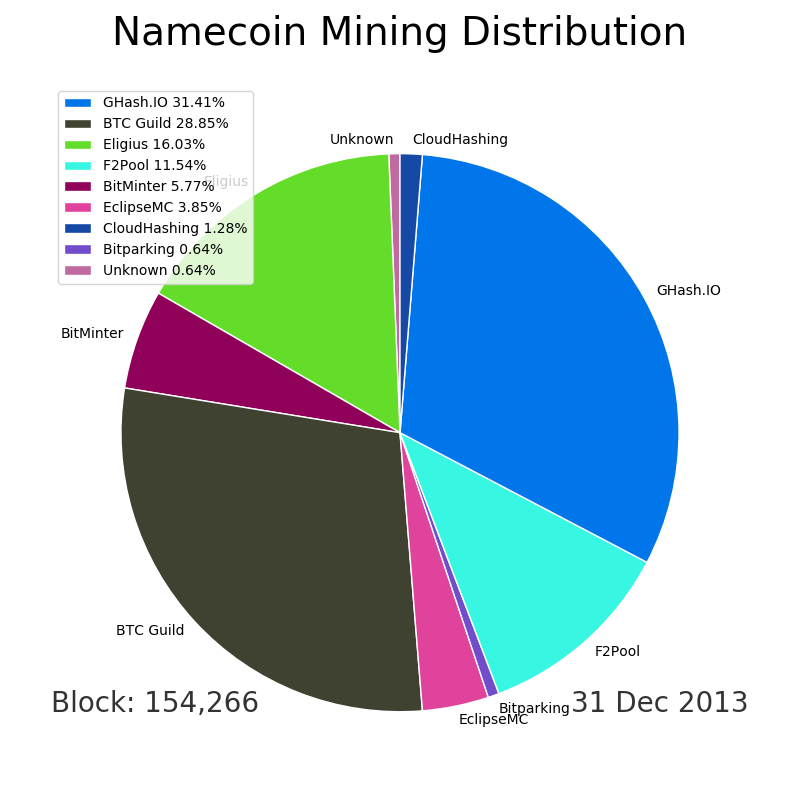 Namecoin Mining Distribution
GHash.IO 31.41%
BTC Guild 28.85%
Eligius 16.03%
F2Pool 11.54%
BitMinter 5.77%
EclipseMC 3.85%
CloudHashing 1.28%
Bitparking 0.64%
Unknown 0.64%
Unknown
CloudHashing
Eligius
GHash.IO
BitMinter
BTC Guild
F2Pool
Block: 154,266
Bitparking
31 Dec 2013
EclipseMC